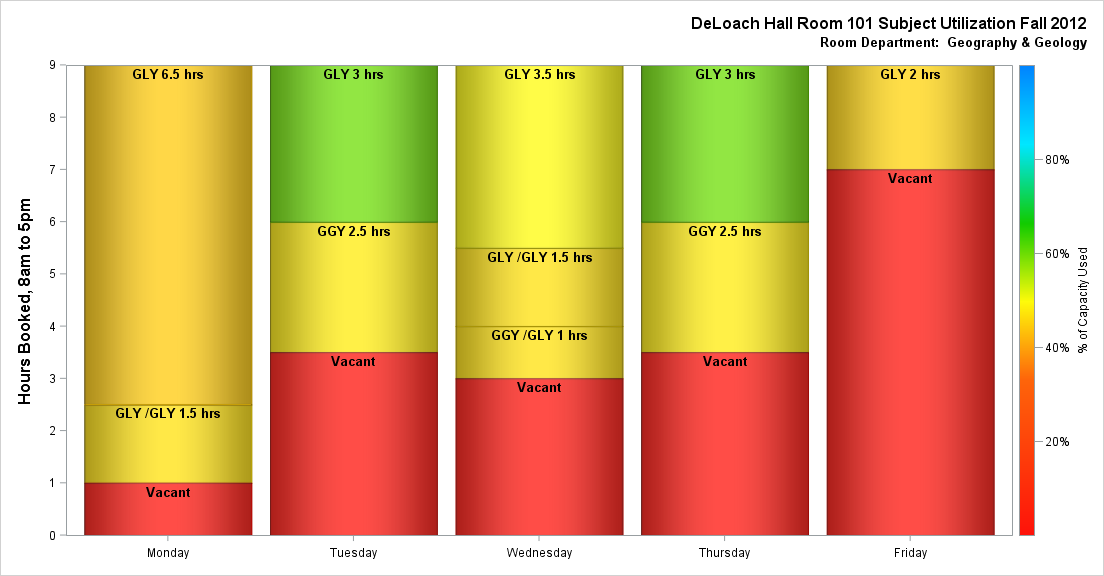 DeLoach Hall Room 101 Subject Utilization Fall 2012
Room Department:  Geography & Geology
Hours Booked, 8am to 5pm
9
8
7
6
5
4
3
2
1
0
GLY 6.5 hrs
GLY /GLY 1.5 hrs
Vacant
GLY 3 hrs
GGY 2.5 hrs
Vacant
GLY 3.5 hrs
GLY /GLY 1.5 hrs
GGY /GLY 1 hrs
Vacant
GLY 3 hrs
GGY 2.5 hrs
Vacant
GLY 2 hrs
Vacant
Monday
Tuesday
Wednesday
Thursday
Friday
80%
60%
40%
20%
% of Capacity Used